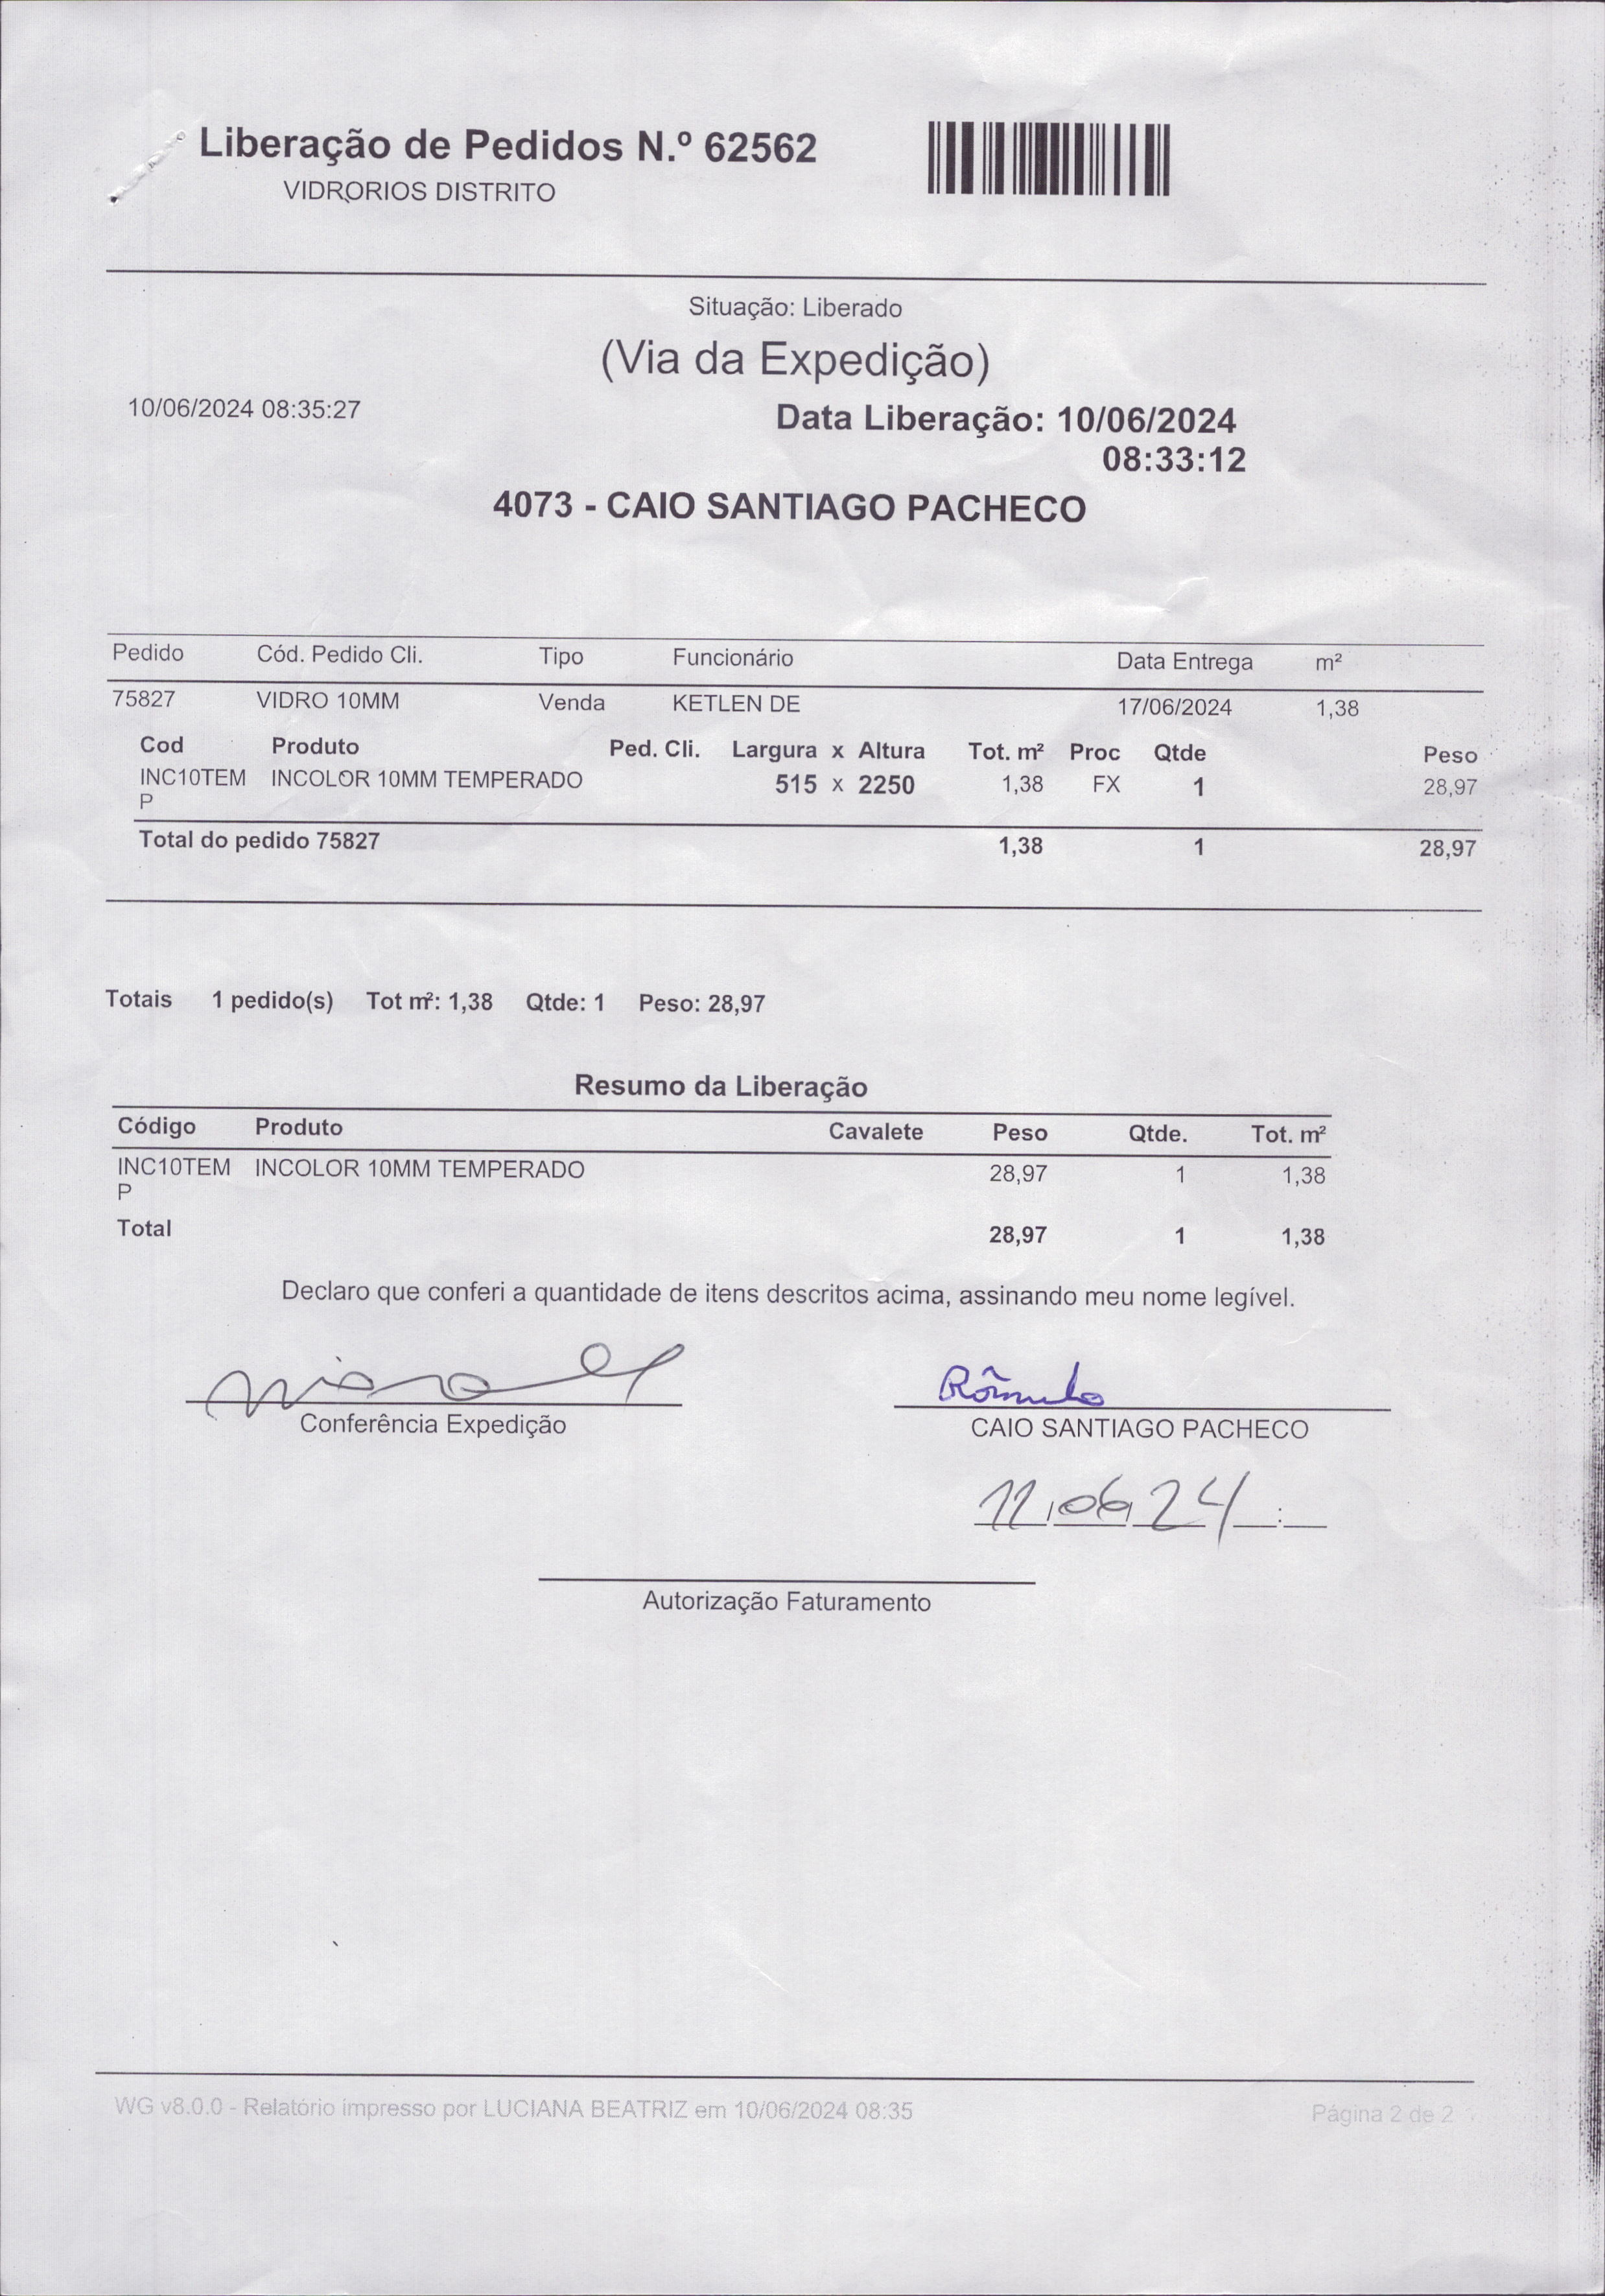 Liberação de Pedidos N.º 62562
VIDRORIOS DISTRITO
Situação: Liberado
(Via da Expedição)
10/06/2024 08:35:27
Data Liberação: 10/06/2024
08:33:12
4073 - CAIO SANTIAGO PACHECO
Pedido Cód. Pedido Cli. Tipo Funcionário Data Entrega m²
75827 VIDRO 10MM Venda KETLEN DE 17/06/2024 1,38
Cod Produto Ped. Cli. Largura x Altura Tot. m² Proc Qtde Peso
INC10TEM INCOLOR 10MM TEMPERADO 515 x 2250 1,38 FX 1 28,97
P
Total do pedido 75827 1,38 1 28,97
Totais 1 pedido(s) Tot m²: 1,38 Qtde: 1 Peso: 28,97
Resumo da Liberação
Código Produto Cavalete Peso Qtde. Tot. m²
INC10TEM INCOLOR 10MM TEMPERADO 28,97 1 1,38
P
Total 28,97 1 1,38
Declaro que conferi a quantidade de itens descritos acima, assinando meu nome legível.
Rômulo
Conferência Expedição CAIO SANTIAGO PACHECO
11/06/24 :
Autorização Faturamento
WG v8.0.0 - Relatório impresso por LUCIANA BEATRIZ em 10/06/2024 08:35 Página 2 de 2